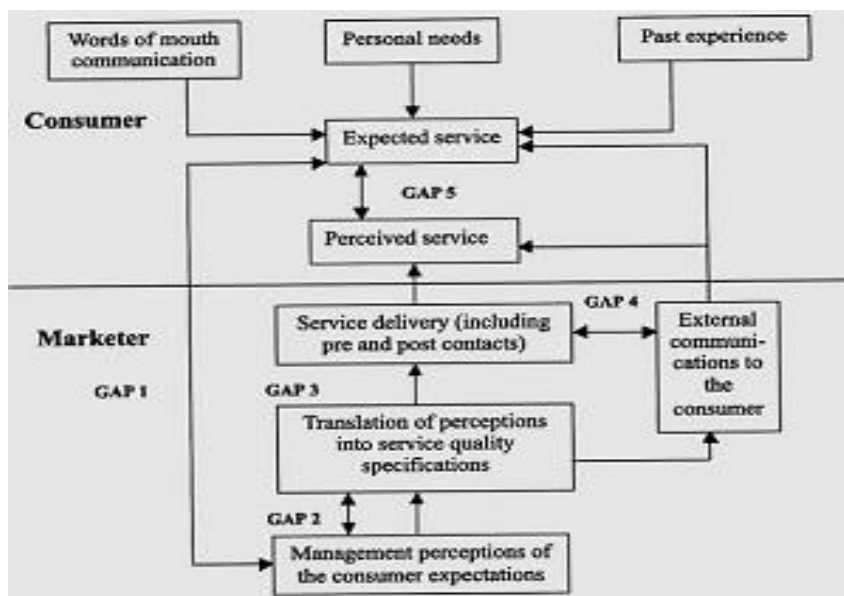 Words of mouth
communication
Personal needs
Past experience
Consumer
Expected service
GAP 5
Perceived service
GAP 4
Marketer
Service delivery (including
pre and post contacts)
External
communi-
cations to
the
consumer
GAP 1
GAP 3
Translation of perceptions
into service quality
specifications
GAP 2
Management perceptions of
the consumer expectations